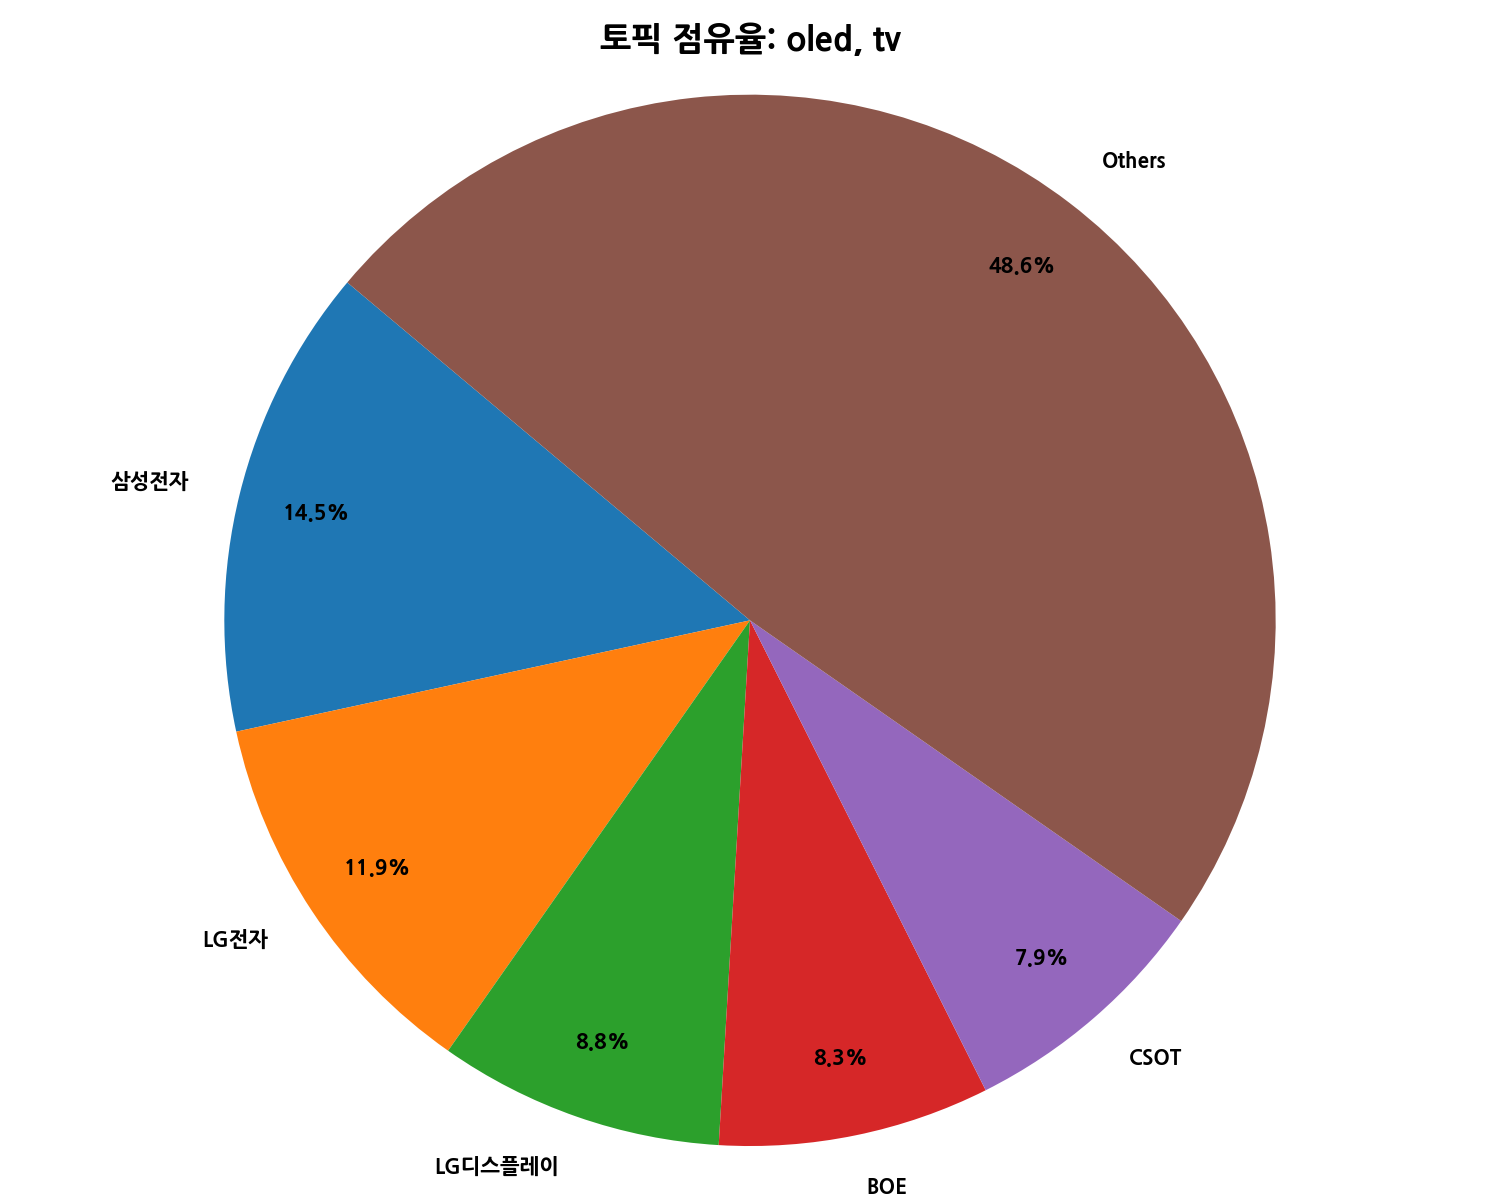 토픽 점유율: oled, tv
Others
48.6%
삼성전자
14.5%
11.9%
LG전자
7.9%
8.8%
8.3%
CSOT
LG디스플레이
BOE